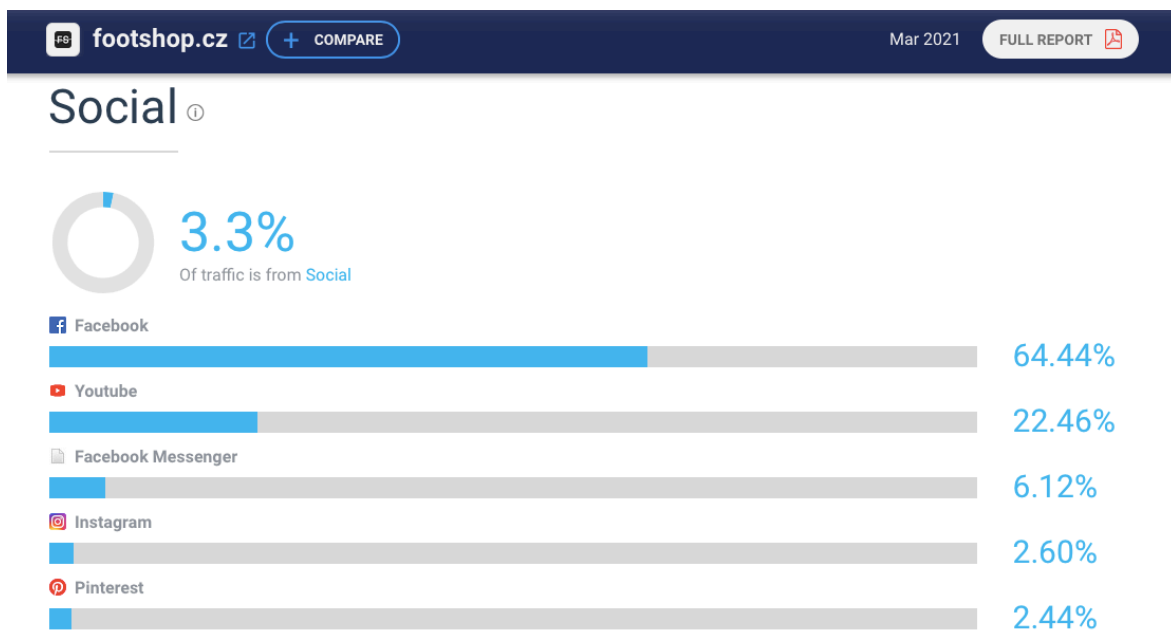 FS footshop.cz + COMPARE Mar 2021 FULL REPORT
Social
3.3%
Of traffic is from Social
Facebook
64.44%
Youtube
22.46%
Facebook Messenger
6.12%
Instagram
2.60%
Pinterest
2.44%